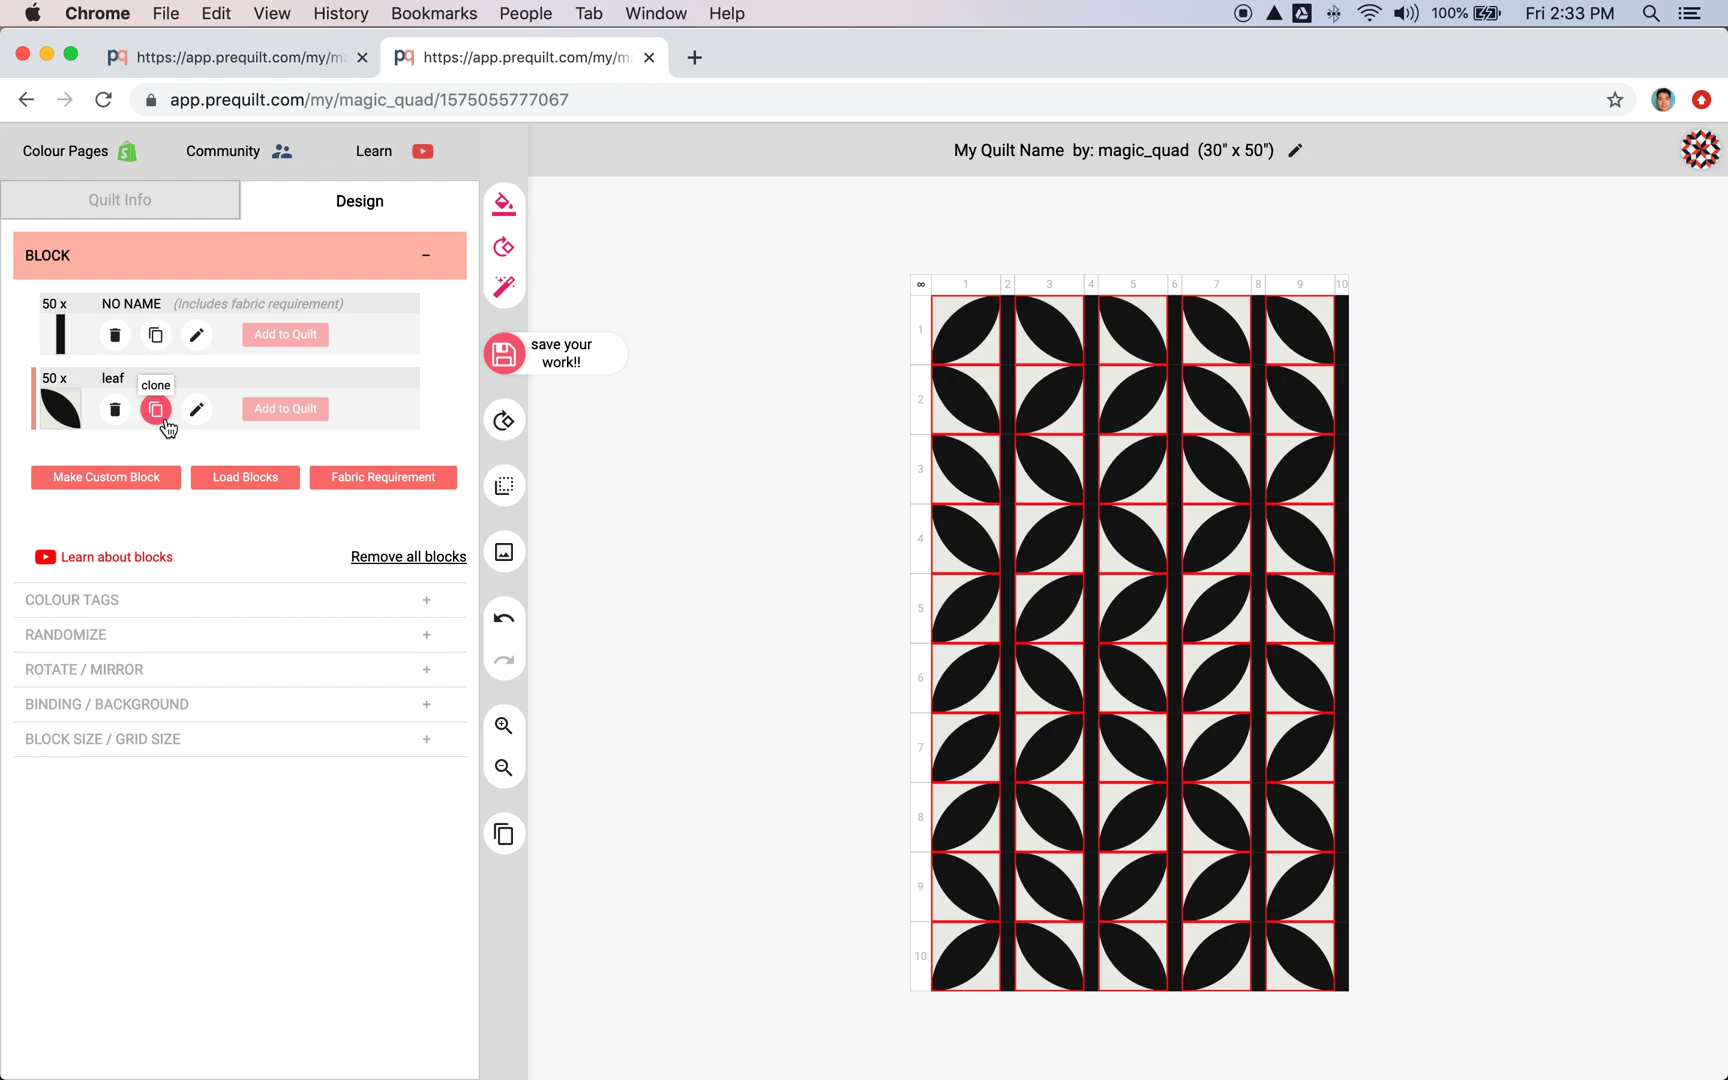 Chrome File Edit View History Bookmarks People Tab Window Help 100% Fri 2:33 PM
pq https://app.prequilt.com/my/m pq https://app.prequilt.com/my/m
app.prequilt.com/my/magic_quad/1575055777067
Colour Pages Community Learn My Quilt Name by: magic_quad (30" x 50")
Quilt Info Design
BLOCK −
50 x NO NAME (Includes fabric requirement)
Add to Quilt
50 x leaf clone
Add to Quilt
Make Custom Block Load Blocks Fabric Requirement
Learn about blocks Remove all blocks
COLOUR TAGS +
RANDOMIZE +
ROTATE / MIRROR +
BINDING / BACKGROUND +
BLOCK SIZE / GRID SIZE +
save your
work!!
∞ 1 2 3 4 5 6 7 8 9 10
1
2
3
4
5
6
7
8
9
10